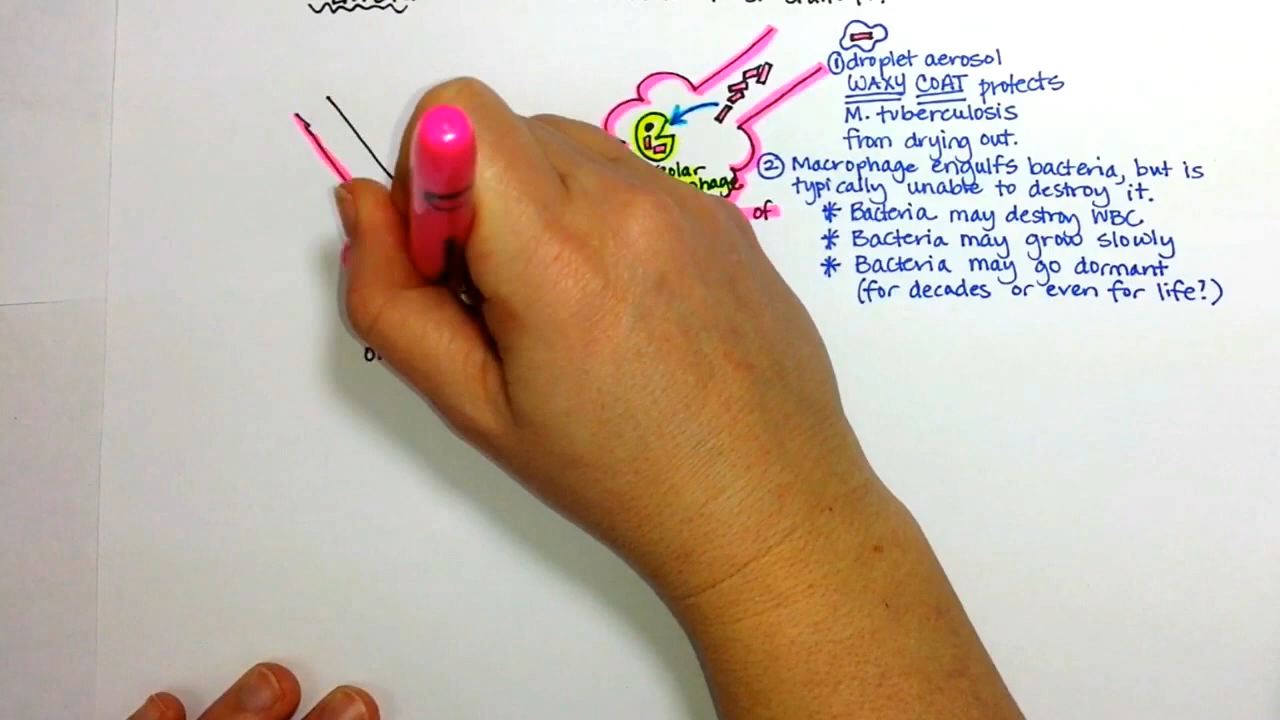 ① droplet aerosol
WAXY COAT protects
M. tuberculosis
from drying out.
② Macrophage engulfs bacteria, but is
typically unable to destroy it.
* Bacteria may destroy WBC
* Bacteria may grow slowly
* Bacteria may go dormant
(for decades or even for life?)
of